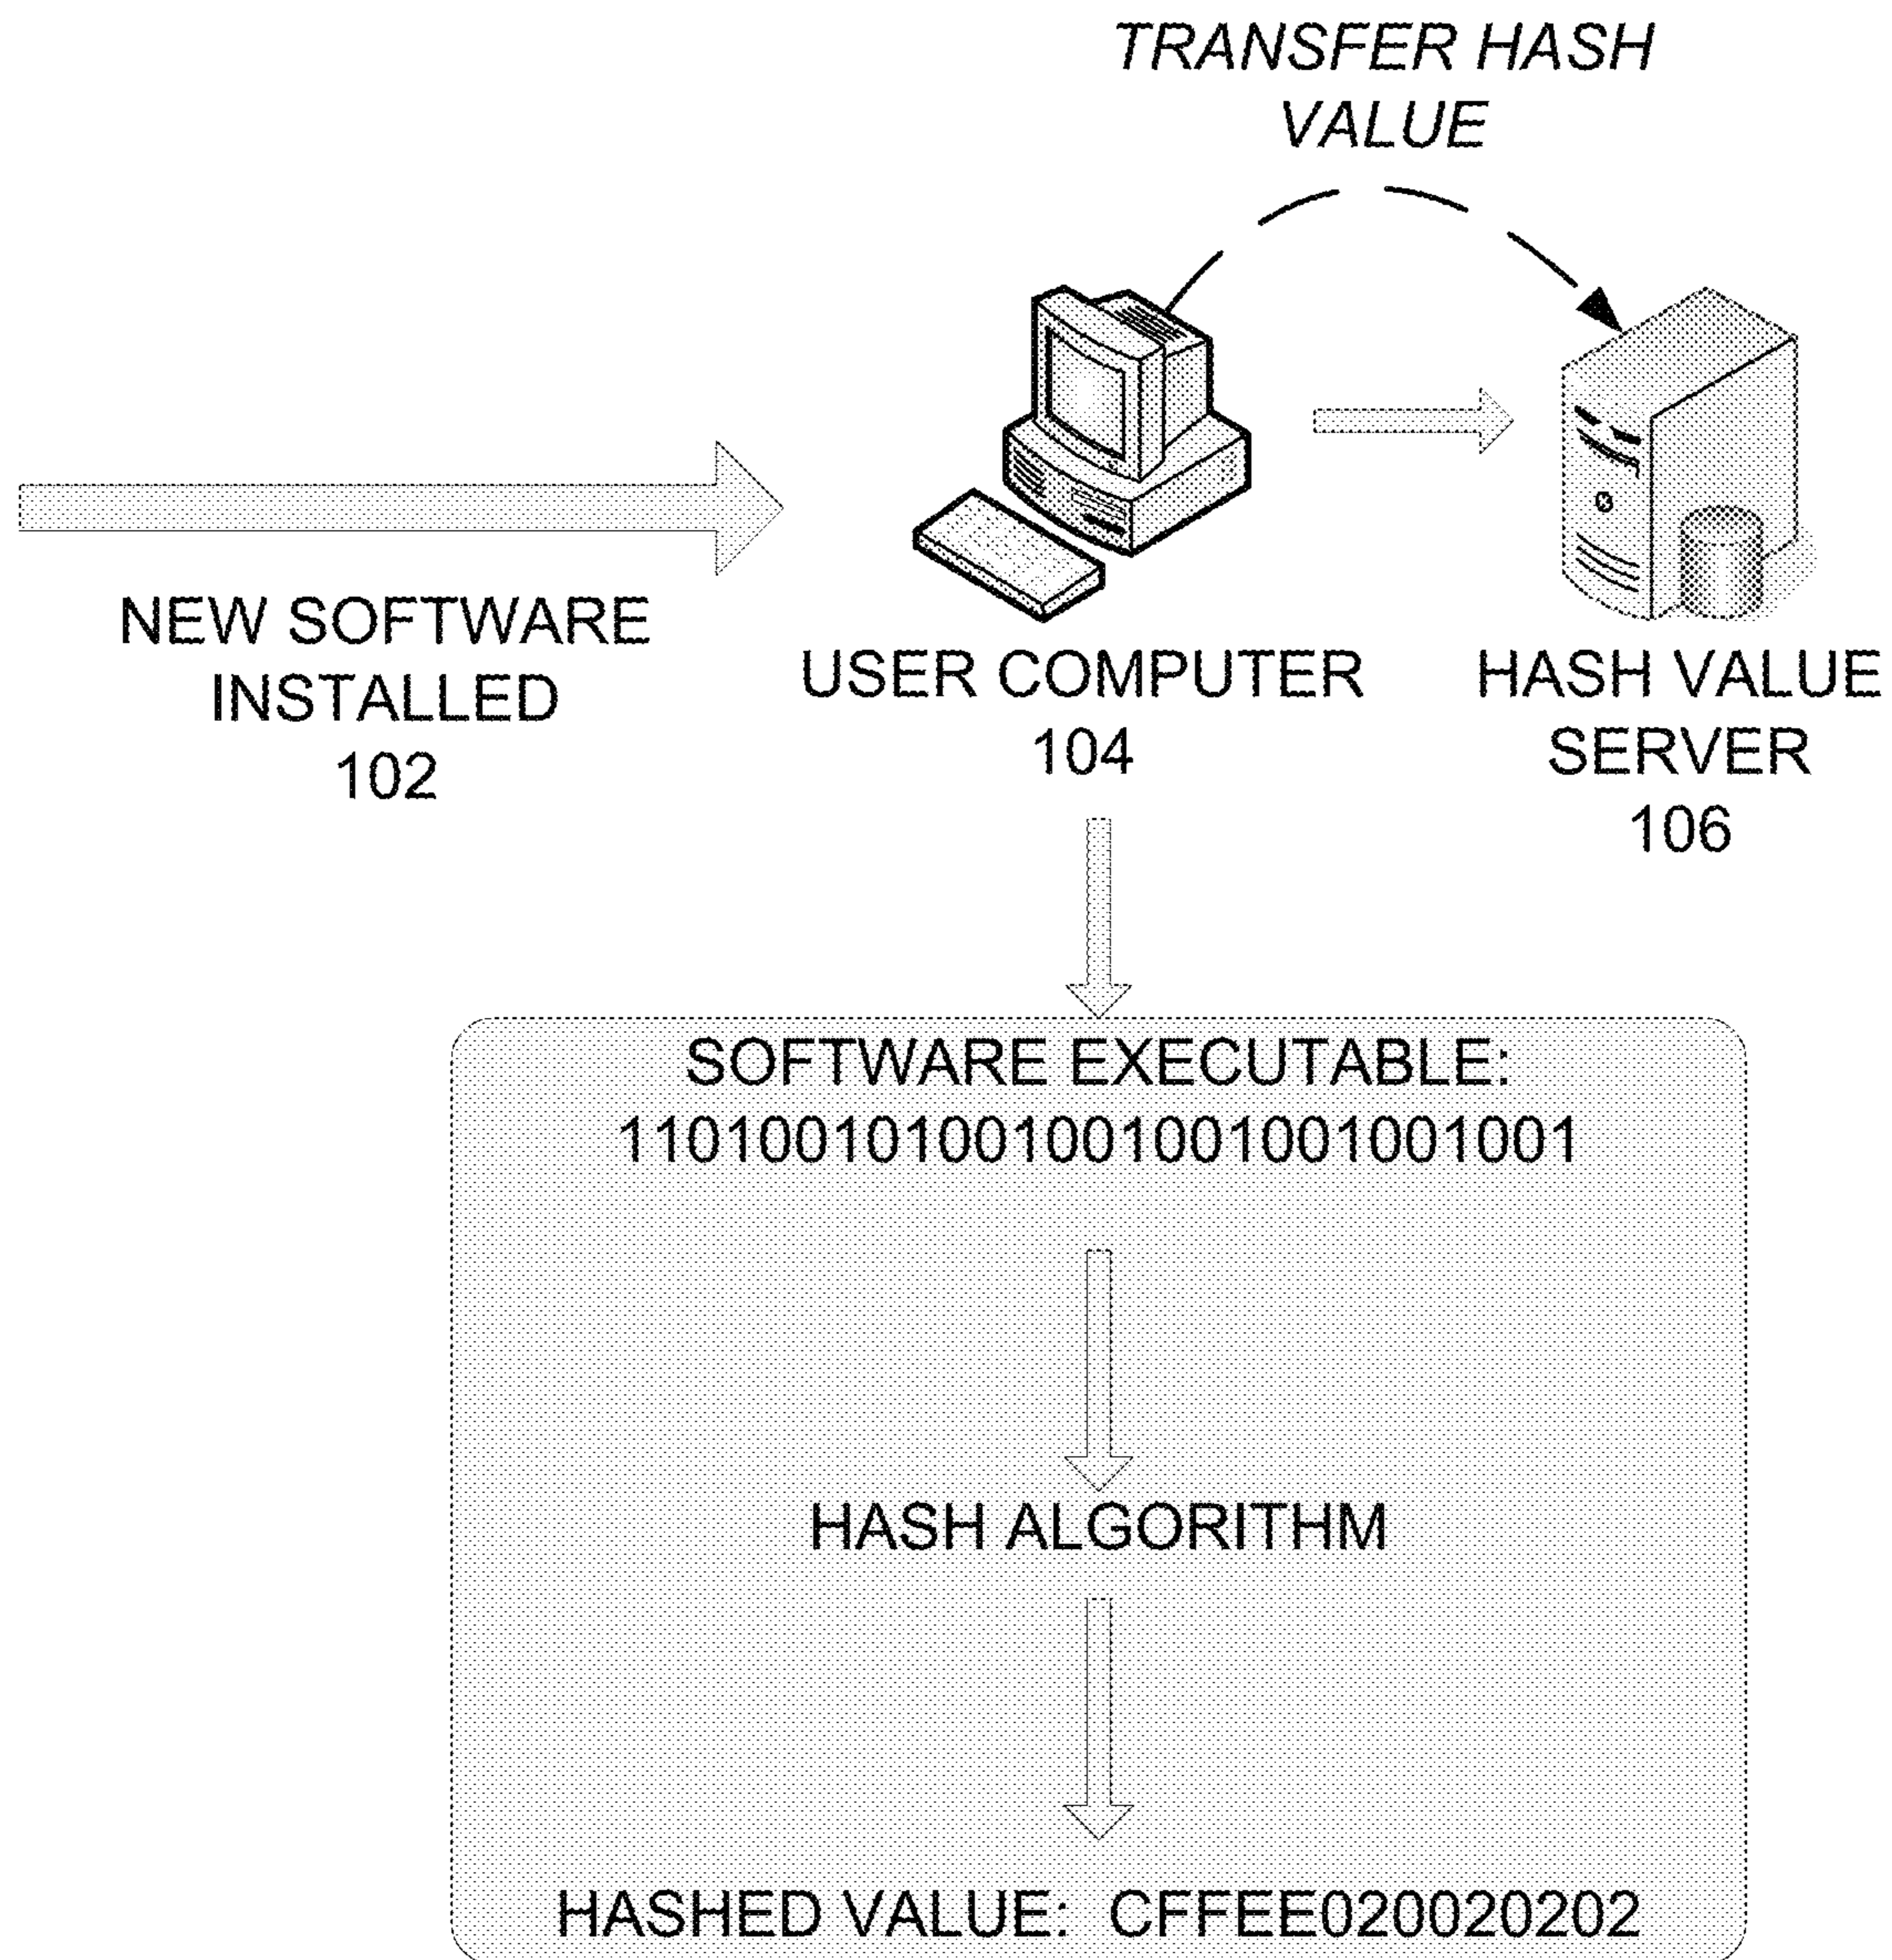 TRANSFER HASH
VALUE
NEW SOFTWARE
INSTALLED
102
USER COMPUTER
104
HASH VALUE
SERVER
106
SOFTWARE EXECUTABLE:
110100101001001001001001001001
HASH ALGORITHM
HASHED VALUE: CFFEE020020202